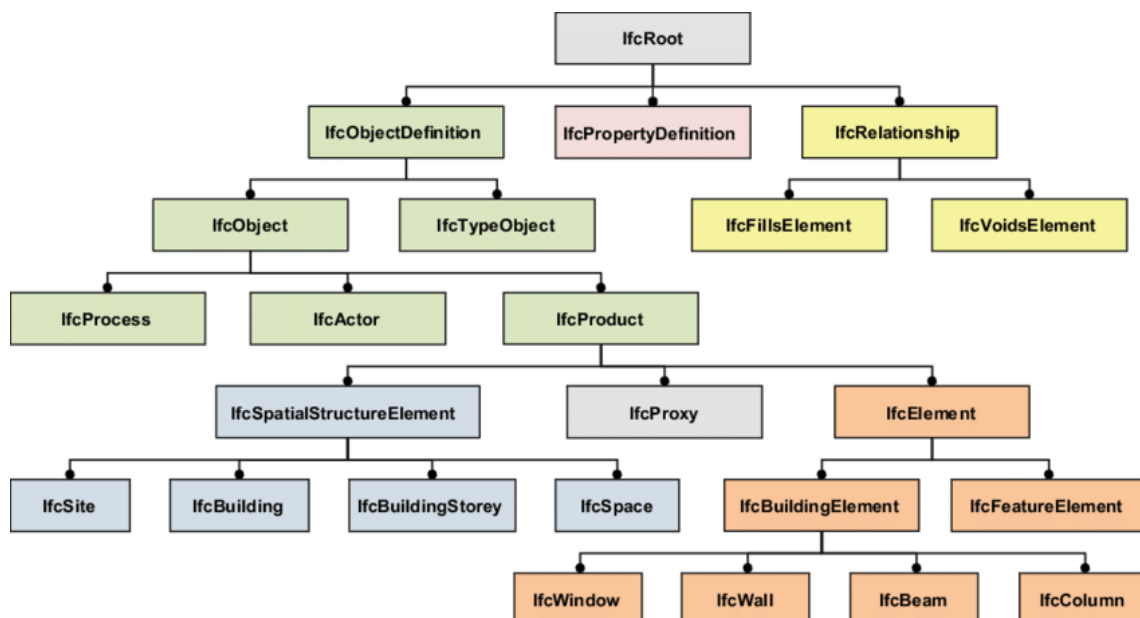 IfcRoot
IfcObjectDefinition
IfcPropertyDefinition
IfcRelationship
IfcObject
IfcTypeObject
IfcFillsElement
IfcVoidsElement
IfcProcess
IfcActor
IfcProduct
IfcSpatialStructureElement
IfcProxy
IfcElement
IfcSite
IfcBuilding
IfcBuildingStorey
IfcSpace
IfcBuildingElement
IfcFeatureElement
IfcWindow
IfcWall
IfcBeam
IfcColumn